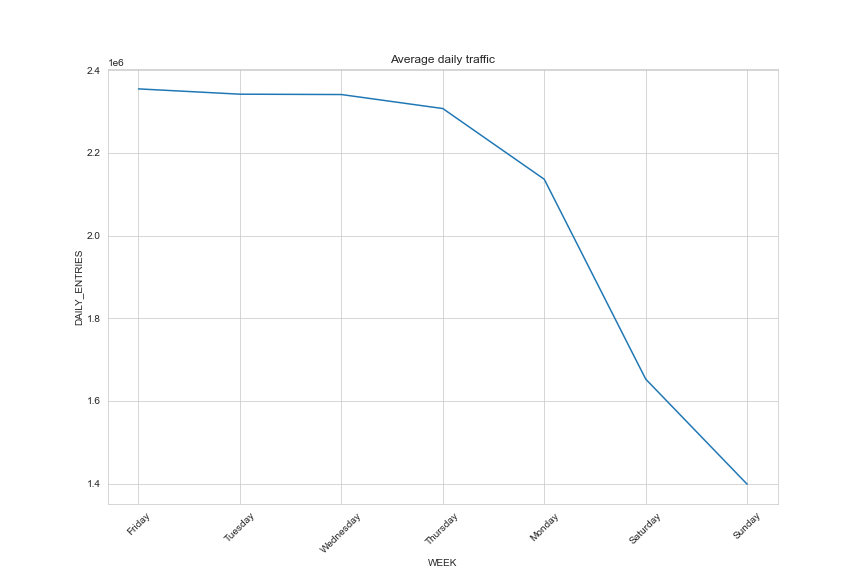 Average daily traffic
1e6
2.4
2.2
2.0
1.8
1.6
1.4
DAILY_ENTRIES
Friday
Tuesday
Wednesday
Thursday
Monday
Saturday
Sunday
WEEK